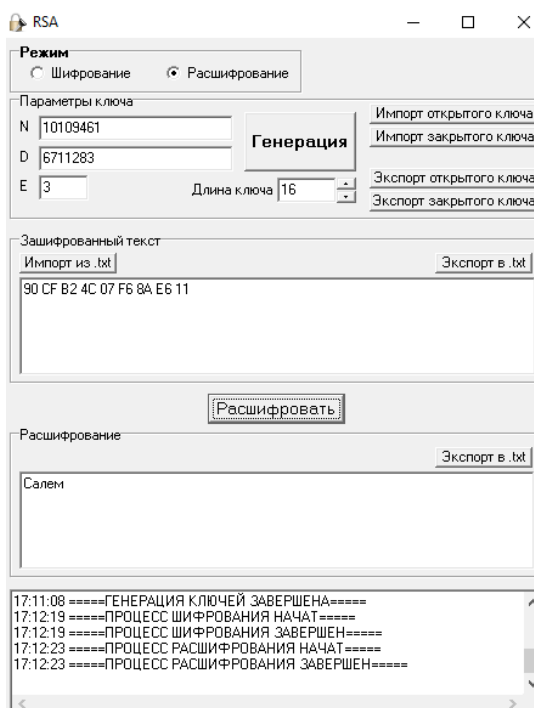 RSA
Режим
Шифрование Расшифрование
Параметры ключа
N 10109461
D 6711283
E 3
Генерация
Длина ключа 16
Импорт открытого ключа
Импорт закрытого ключа
Экспорт открытого ключа
Экспорт закрытого ключа
Зашифрованный текст
Импорт из .txt Экспорт в .txt
90 CF B2 4C 07 F6 8A E6 11
Расшифровать
Расшифрование
Экспорт в .txt
Салем
17:11:08 =====ГЕНЕРАЦИЯ КЛЮЧЕЙ ЗАВЕРШЕНА=====
17:12:19 =====ПРОЦЕСС ШИФРОВАНИЯ НАЧАТ=====
17:12:19 =====ПРОЦЕСС ШИФРОВАНИЯ ЗАВЕРШЕН=====
17:12:23 =====ПРОЦЕСС РАСШИФРОВАНИЯ НАЧАТ=====
17:12:23 =====ПРОЦЕСС РАСШИФРОВАНИЯ ЗАВЕРШЕН=====